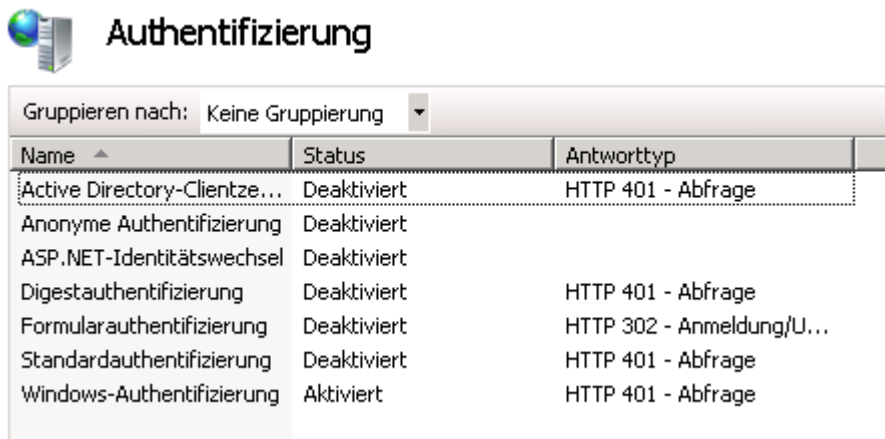 Authentifizierung
Gruppieren nach: Keine Gruppierung
Name Status Antworttyp
Active Directory-Clientze... Deaktiviert HTTP 401 - Abfrage
Anonyme Authentifizierung Deaktiviert
ASP.NET-Identitätswechsel Deaktiviert
Digestauthentifizierung Deaktiviert HTTP 401 - Abfrage
Formularauthentifizierung Deaktiviert HTTP 302 - Anmeldung/U...
Standardauthentifizierung Deaktiviert HTTP 401 - Abfrage
Windows-Authentifizierung Aktiviert HTTP 401 - Abfrage